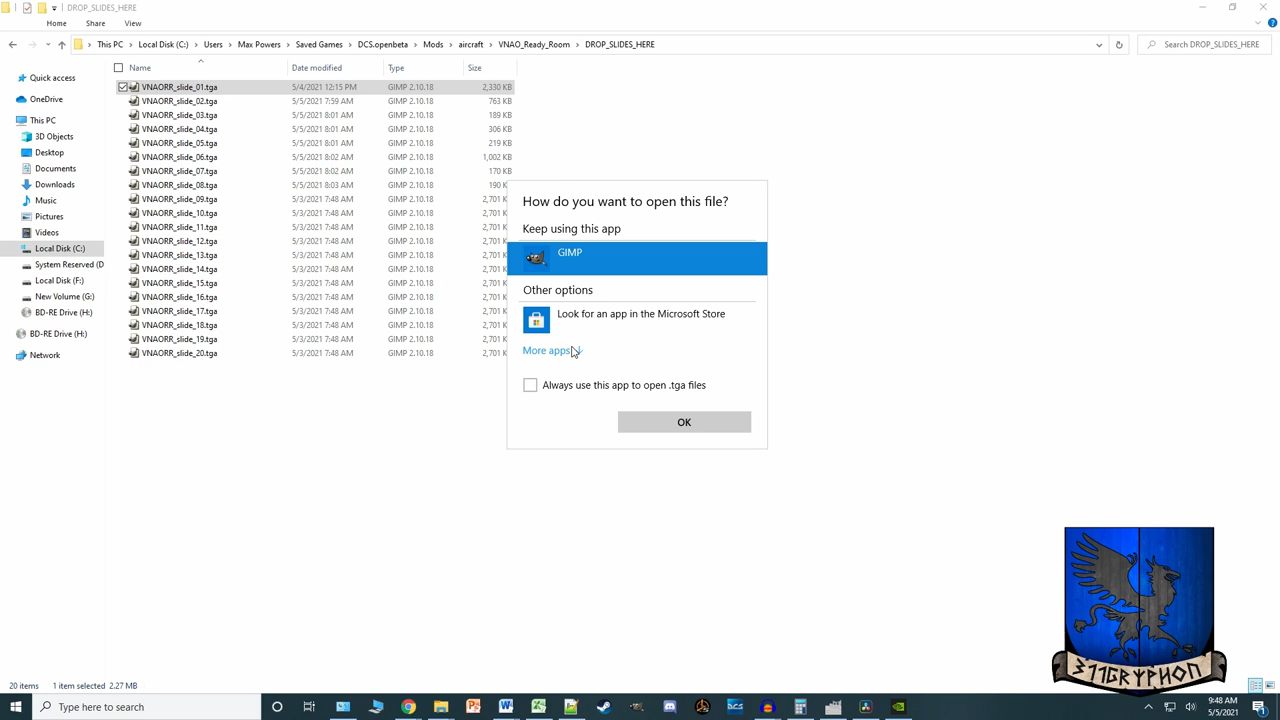 DROP_SLIDES_HERE
Home Share View
This PC Local Disk (C:) Users Max Powers Saved Games DCS.openbeta Mods aircraft VNAO_Ready_Room DROP_SLIDES_HERE Search DROP_SLIDES_HERE
Name Date modified Type Size
Quick access
OneDrive
This PC
3D Objects
Desktop
Documents
Downloads
Music
Pictures
Videos
Local Disk (C:)
System Reserved (D
Local Disk (F:)
New Volume (G:)
BD-RE Drive (H:)
BD-RE Drive (H:)
Network
VNAORR_slide_01.tga 5/4/2021 12:15 PM GIMP 2.10.18 2,330 KB
VNAORR_slide_02.tga 5/5/2021 7:59 AM GIMP 2.10.18 763 KB
VNAORR_slide_03.tga 5/5/2021 8:01 AM GIMP 2.10.18 189 KB
VNAORR_slide_04.tga 5/5/2021 8:01 AM GIMP 2.10.18 306 KB
VNAORR_slide_05.tga 5/5/2021 8:01 AM GIMP 2.10.18 219 KB
VNAORR_slide_06.tga 5/5/2021 8:02 AM GIMP 2.10.18 1,002 KB
VNAORR_slide_07.tga 5/5/2021 8:02 AM GIMP 2.10.18 170 KB
VNAORR_slide_08.tga 5/5/2021 8:03 AM GIMP 2.10.18 190 K
VNAORR_slide_09.tga 5/3/2021 7:48 AM GIMP 2.10.18 2,701 K
VNAORR_slide_10.tga 5/3/2021 7:48 AM GIMP 2.10.18 2,701 K
VNAORR_slide_11.tga 5/3/2021 7:48 AM GIMP 2.10.18 2,701 K
VNAORR_slide_12.tga 5/3/2021 7:48 AM GIMP 2.10.18 2,701 K
VNAORR_slide_13.tga 5/3/2021 7:48 AM GIMP 2.10.18 2,701 K
VNAORR_slide_14.tga 5/3/2021 7:48 AM GIMP 2.10.18 2,701 K
VNAORR_slide_15.tga 5/3/2021 7:48 AM GIMP 2.10.18 2,701 K
VNAORR_slide_16.tga 5/3/2021 7:48 AM GIMP 2.10.18 2,701 K
VNAORR_slide_17.tga 5/3/2021 7:48 AM GIMP 2.10.18 2,701 K
VNAORR_slide_18.tga 5/3/2021 7:48 AM GIMP 2.10.18 2,701 K
VNAORR_slide_19.tga 5/3/2021 7:48 AM GIMP 2.10.18 2,701 K
VNAORR_slide_20.tga 5/3/2021 7:48 AM GIMP 2.10.18 2,701 K
How do you want to open this file?
Keep using this app
GIMP
Other options
Look for an app in the Microsoft Store
More apps
Always use this app to open .tga files
OK
311GRYPHON
20 items 1 item selected 2.27 MB
Type here to search
DCS
9:48 AM
5/5/2021